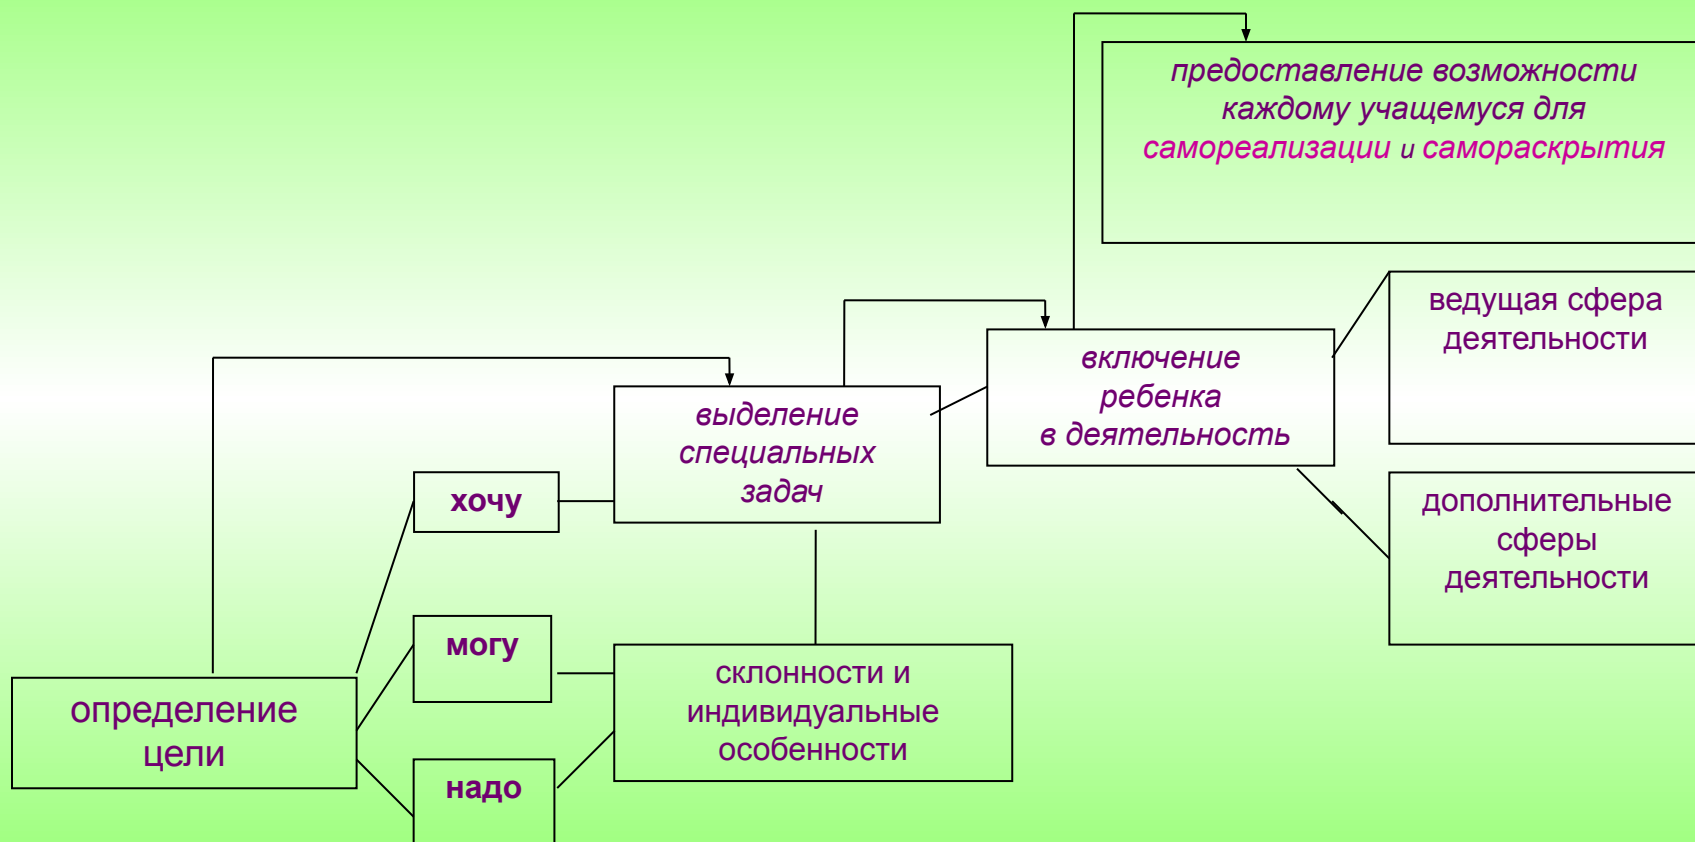 предоставление возможности
каждому учащемуся для
самореализации и самораскрытия
ведущая сфера
деятельности
включение
ребенка
в деятельность
выделение
специальных
задач
хочу
дополнительные
сферы
деятельности
могу
склонности и
индивидуальные
особенности
определение
цели
надо